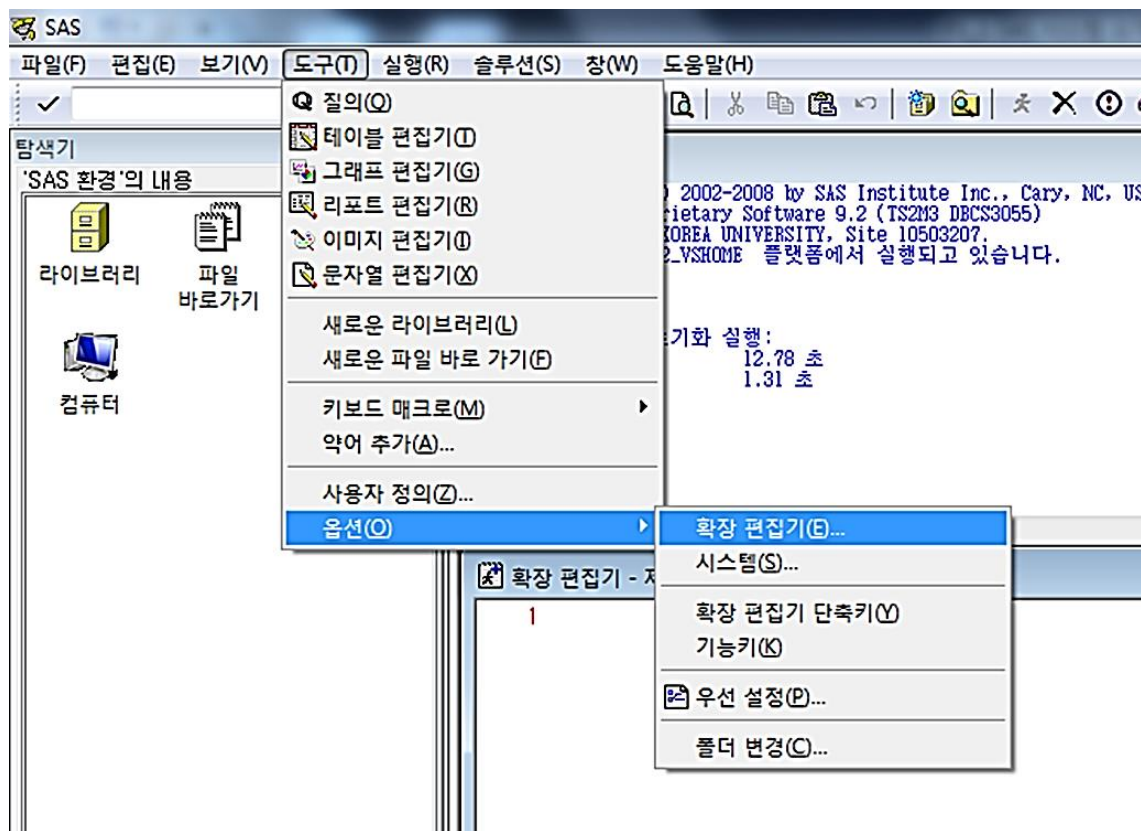 SAS
파일(F) 편집(E) 보기(V) 도구(T) 실행(R) 솔루션(S) 창(W) 도움말(H)
탐색기
'SAS 환경'의 내용
라이브러리
파일
바로가기
컴퓨터
질의(Q)
테이블 편집기(T)
그래프 편집기(G)
리포트 편집기(R)
이미지 편집기(I)
문자열 편집기(X)
새로운 라이브러리(L)
새로운 파일 바로 가기(F)
키보드 매크로(M)
약어 추가(A)...
사용자 정의(Z)...
옵션(O)
확장 편집기(E)...
시스템(S)...
확장 편집기 단축키(Y)
기능키(K)
우선 설정(P)...
폴더 변경(C)...
2002-2008 by SAS Institute Inc., Cary, NC,
Software 9.2 (TS2M3 DBCS3055)
KOREA UNIVERSITY, Site 10503207.
플랫폼에서 실행되고 있습니다.
실행:
12.78 초
1.31 초
확장 편집기 -
1